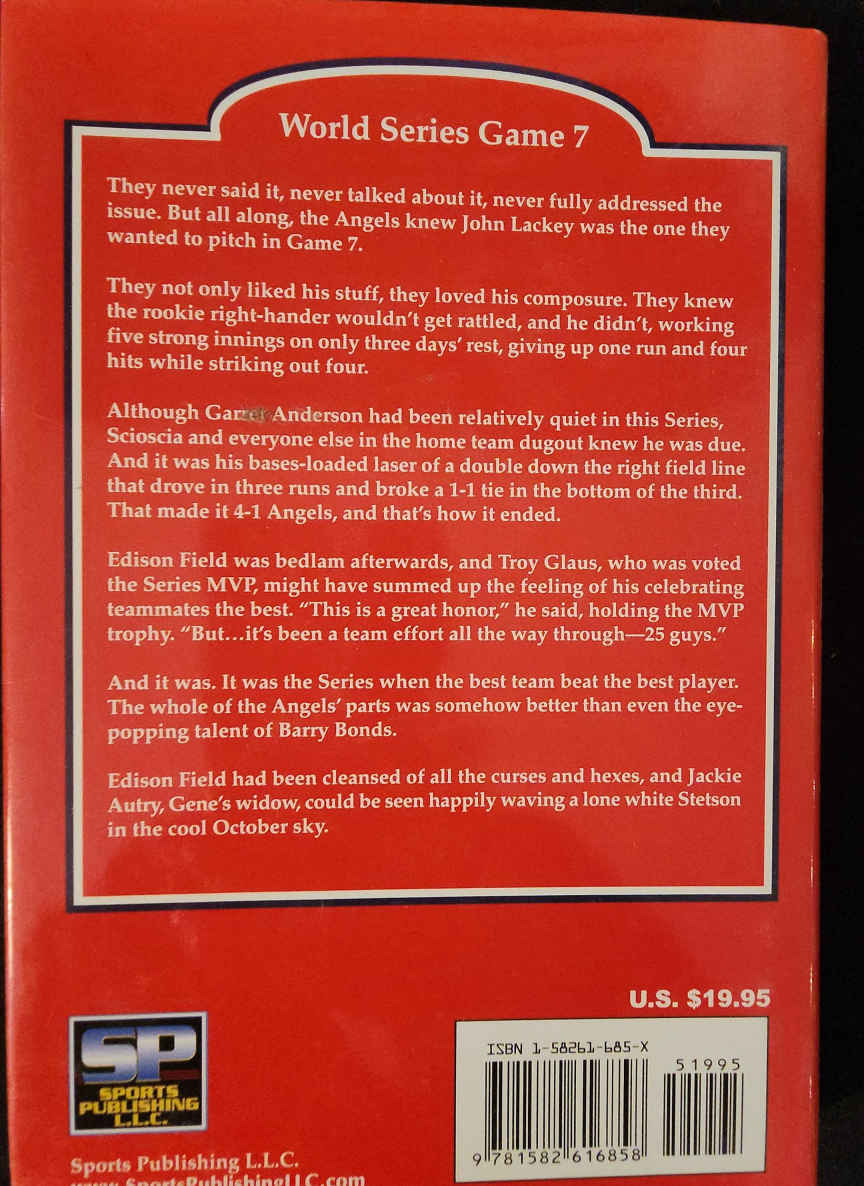 World Series Game 7
They never said it, never talked about it, never fully addressed the
issue. But all along, the Angels knew John Lackey was the one they
wanted to pitch in Game 7.
They not only liked his stuff, they loved his composure. They knew
the rookie right-hander wouldn't get rattled, and he didn't, working
five strong innings on only three days' rest, giving up one run and four
hits while striking out four.
Although Garret Anderson had been relatively quiet in this Series,
Scioscia and everyone else in the home team dugout knew he was due.
And it was his bases-loaded laser of a double down the right field line
that drove in three runs and broke a 1-1 tie in the bottom of the third.
That made it 4-1 Angels, and that's how it ended.
Edison Field was bedlam afterwards, and Troy Glaus, who was voted
the Series MVP, might have summed up the feeling of his celebrating
teammates the best. “This is a great honor,” he said, holding the MVP
trophy. “But...it's been a team effort all the way through—25 guys.”
And it was. It was the Series when the best team beat the best player.
The whole of the Angels' parts was somehow better than even the eye-
popping talent of Barry Bonds.
Edison Field had been cleansed of all the curses and hexes, and Jackie
Autry, Gene's widow, could be seen happily waving a lone white Stetson
in the cool October sky.
U.S. $19.95
ISBN 1-58261-685-X
51995
9 781582 616858
SP
SPORTS
PUBLISHING
L.L.C.
Sports Publishing L.L.C.
www.SportsPublishingLLC.com